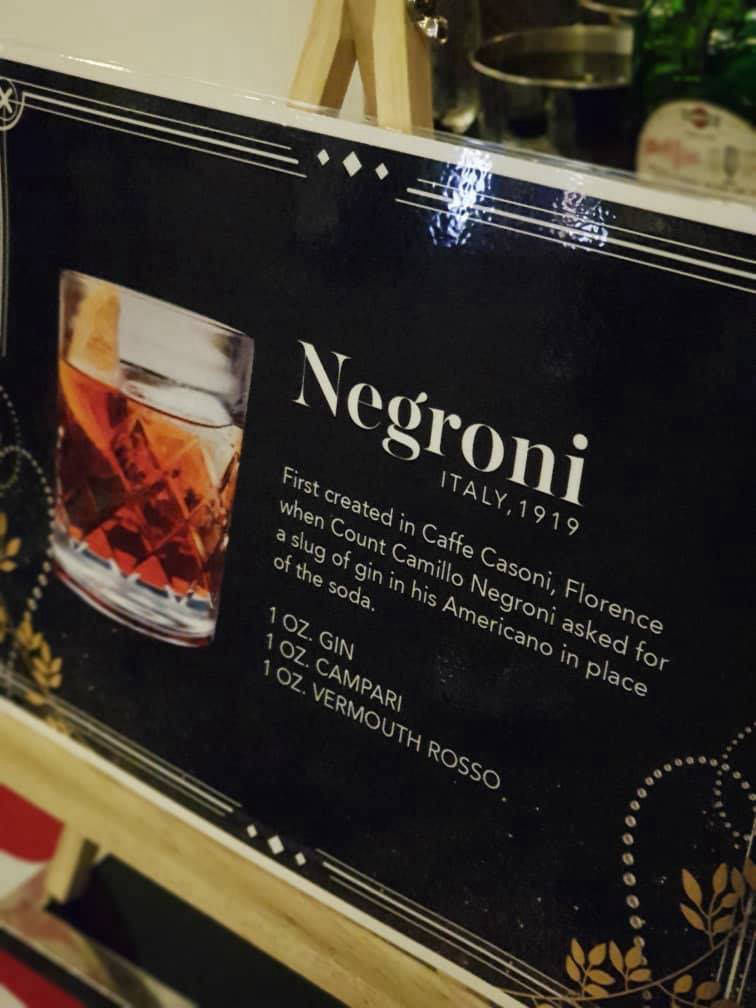 Negroni
ITALY, 1919
First created in Caffe Casoni, Florence
when Count Camillo Negroni asked for
a slug of gin in his Americano in place
of the soda.
1 OZ. GIN
1 OZ. CAMPARI
1 OZ. VERMOUTH ROSSO